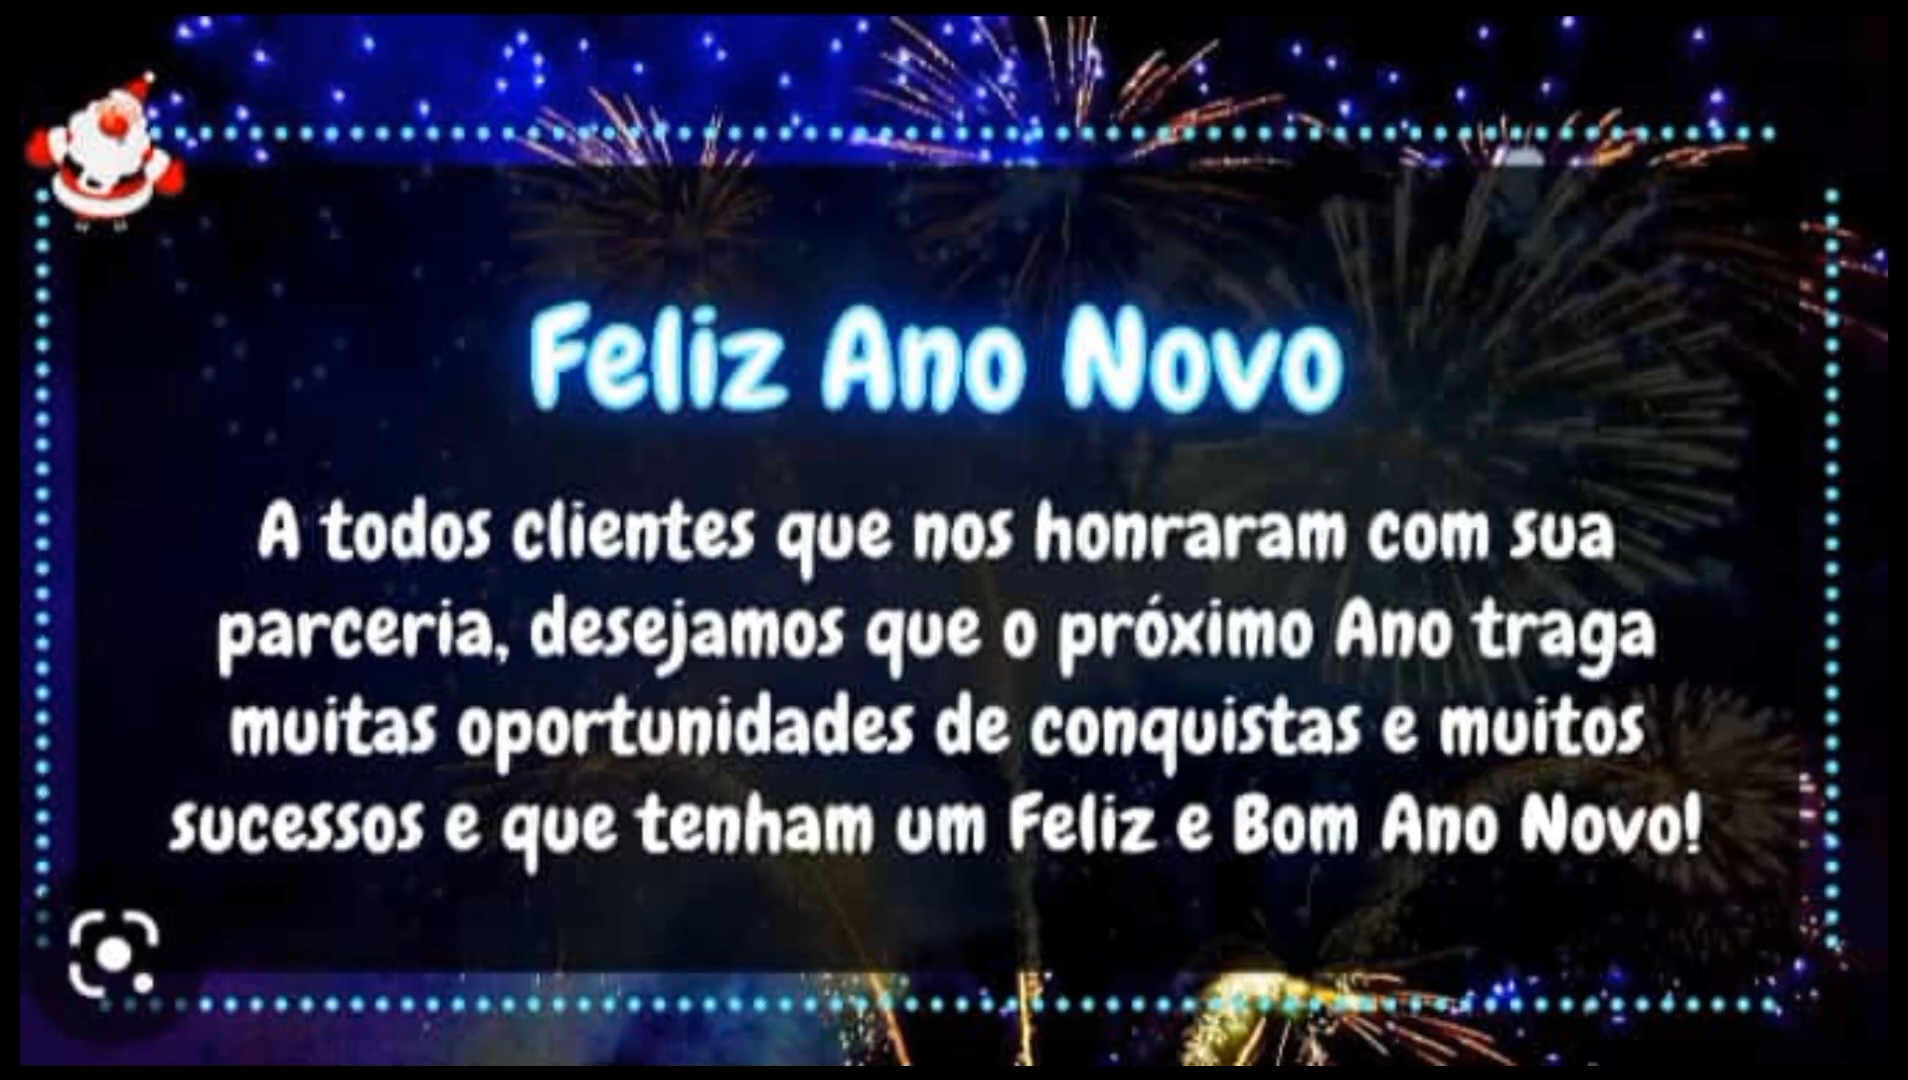 Feliz Ano Novo
A todos clientes que nos honraram com sua
parceria, desejamos que o próximo Ano traga
muitas oportunidades de conquistas e muitos
sucessos e que tenham um Feliz e Bom Ano Novo!